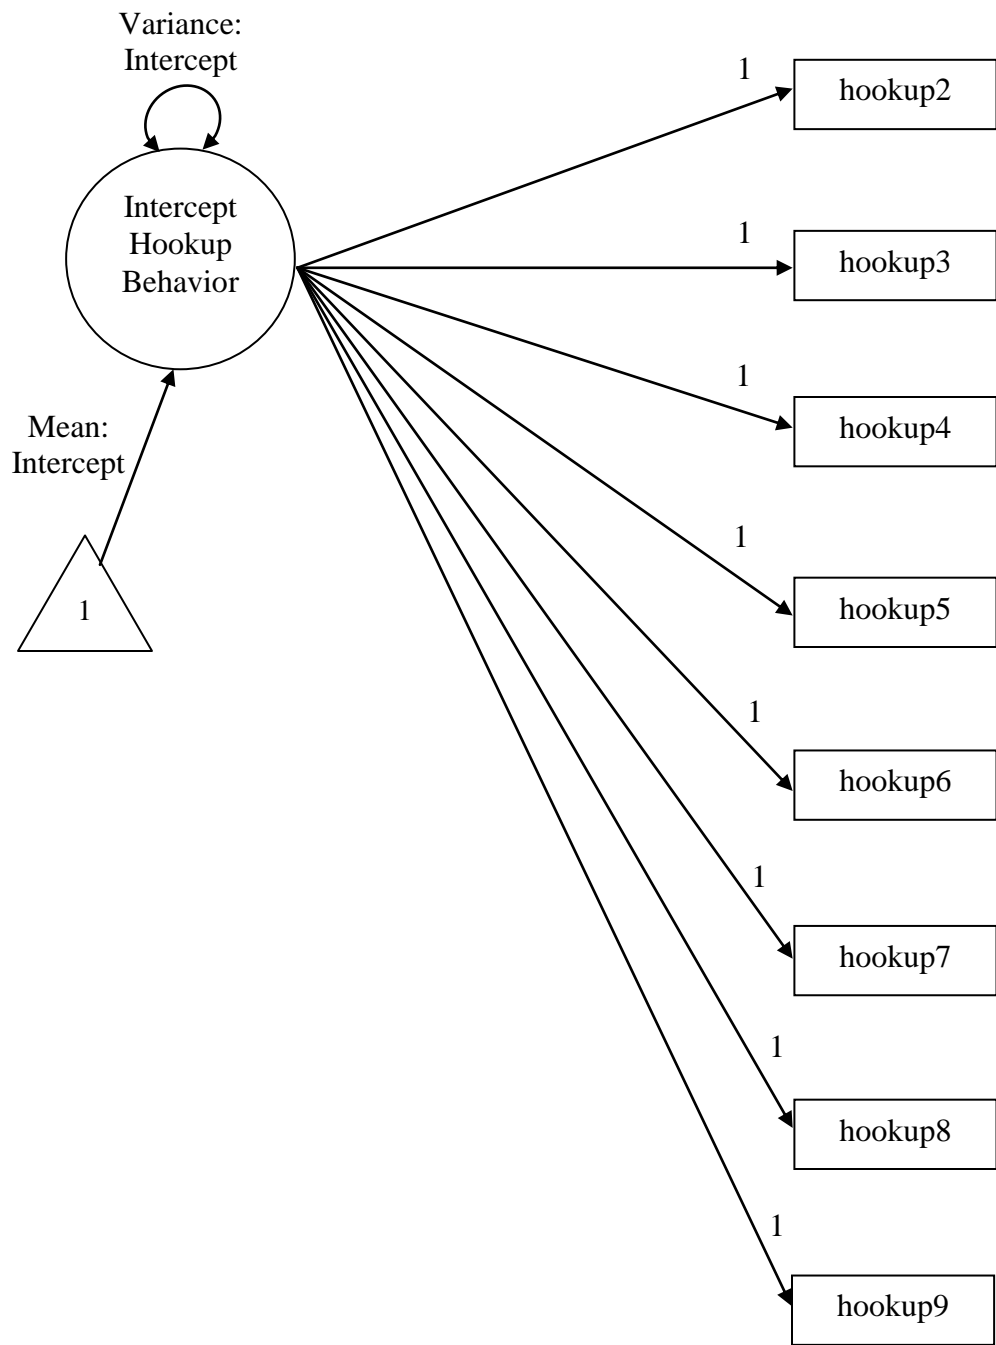 Variance:
Intercept
1
hookup2
Intercept
Hookup
Behavior
1
hookup3
1
hookup4
Mean:
Intercept
1
1
hookup5
1
hookup6
1
hookup7
1
hookup8
1
hookup9